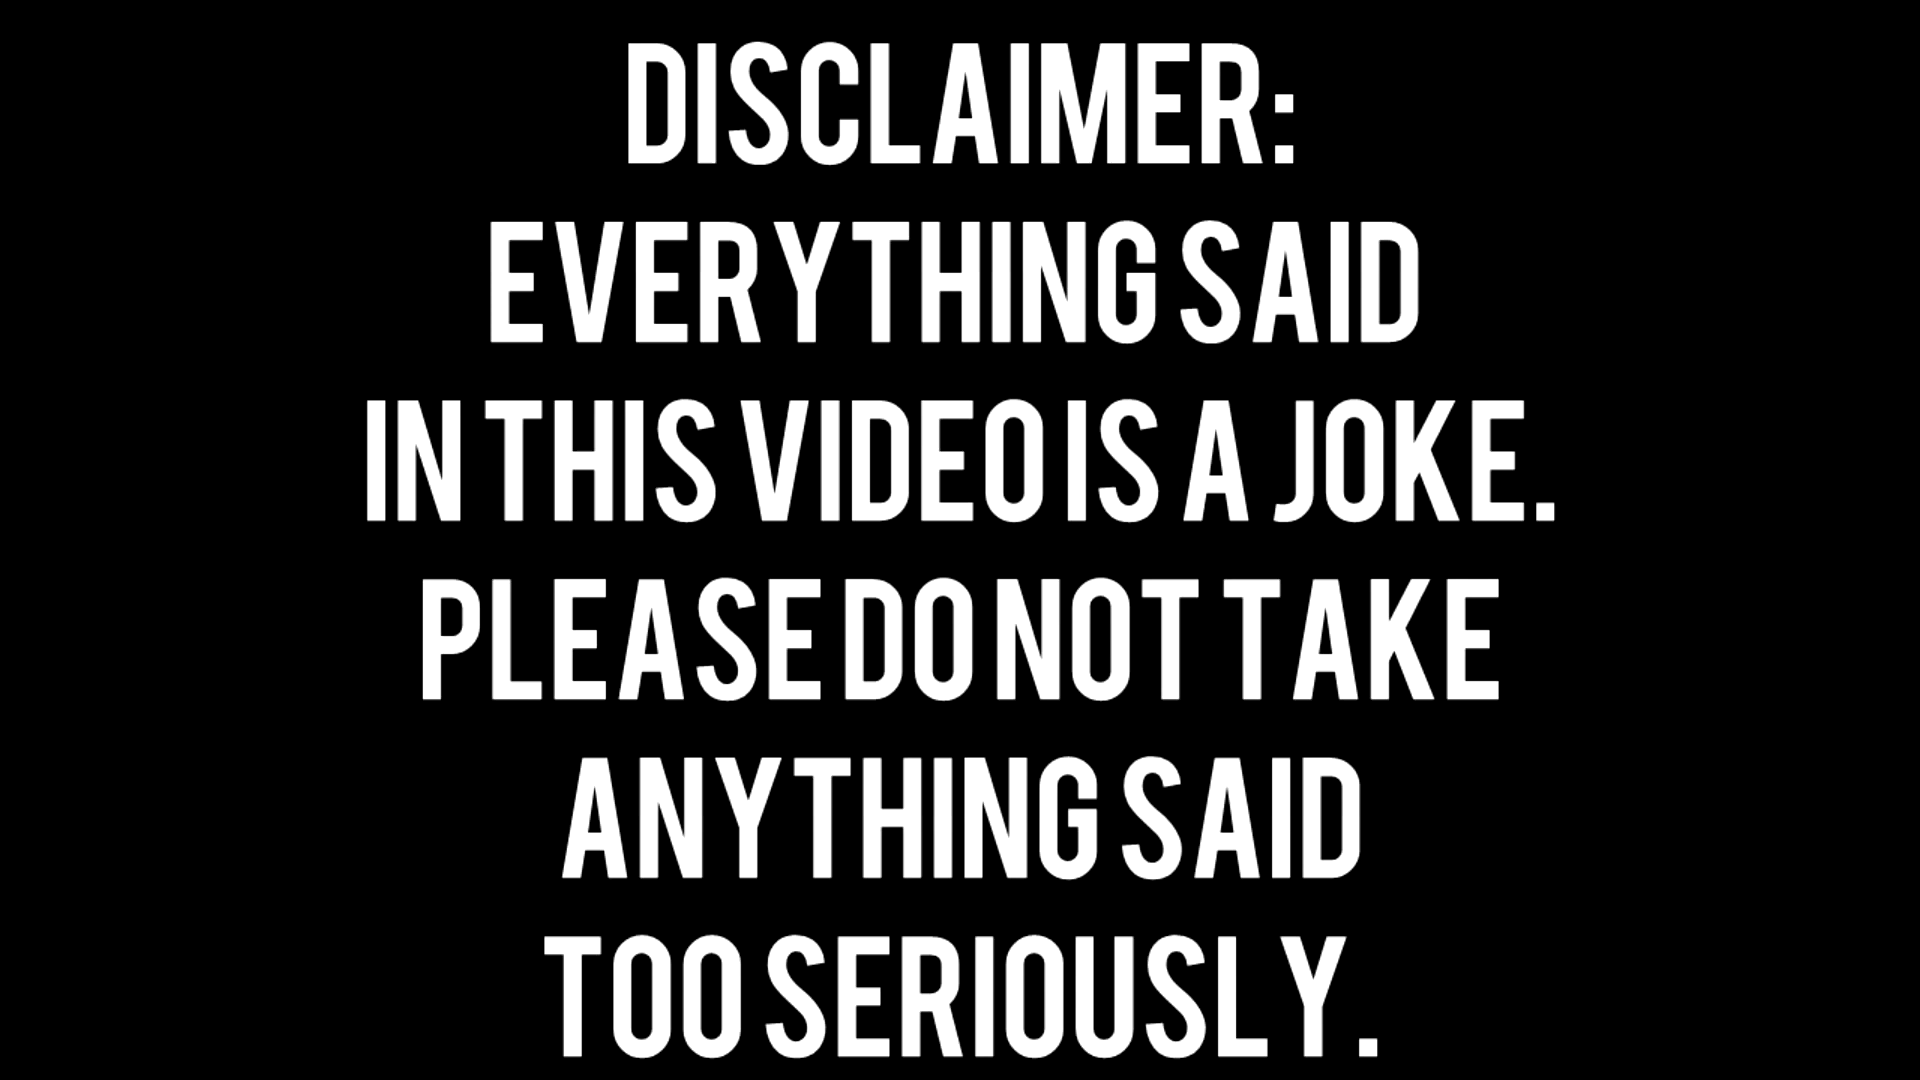 DISCLAIMER:
EVERYTHING SAID
IN THIS VIDEO IS A JOKE.
PLEASE DO NOT TAKE
ANYTHING SAID
TOO SERIOUSLY.